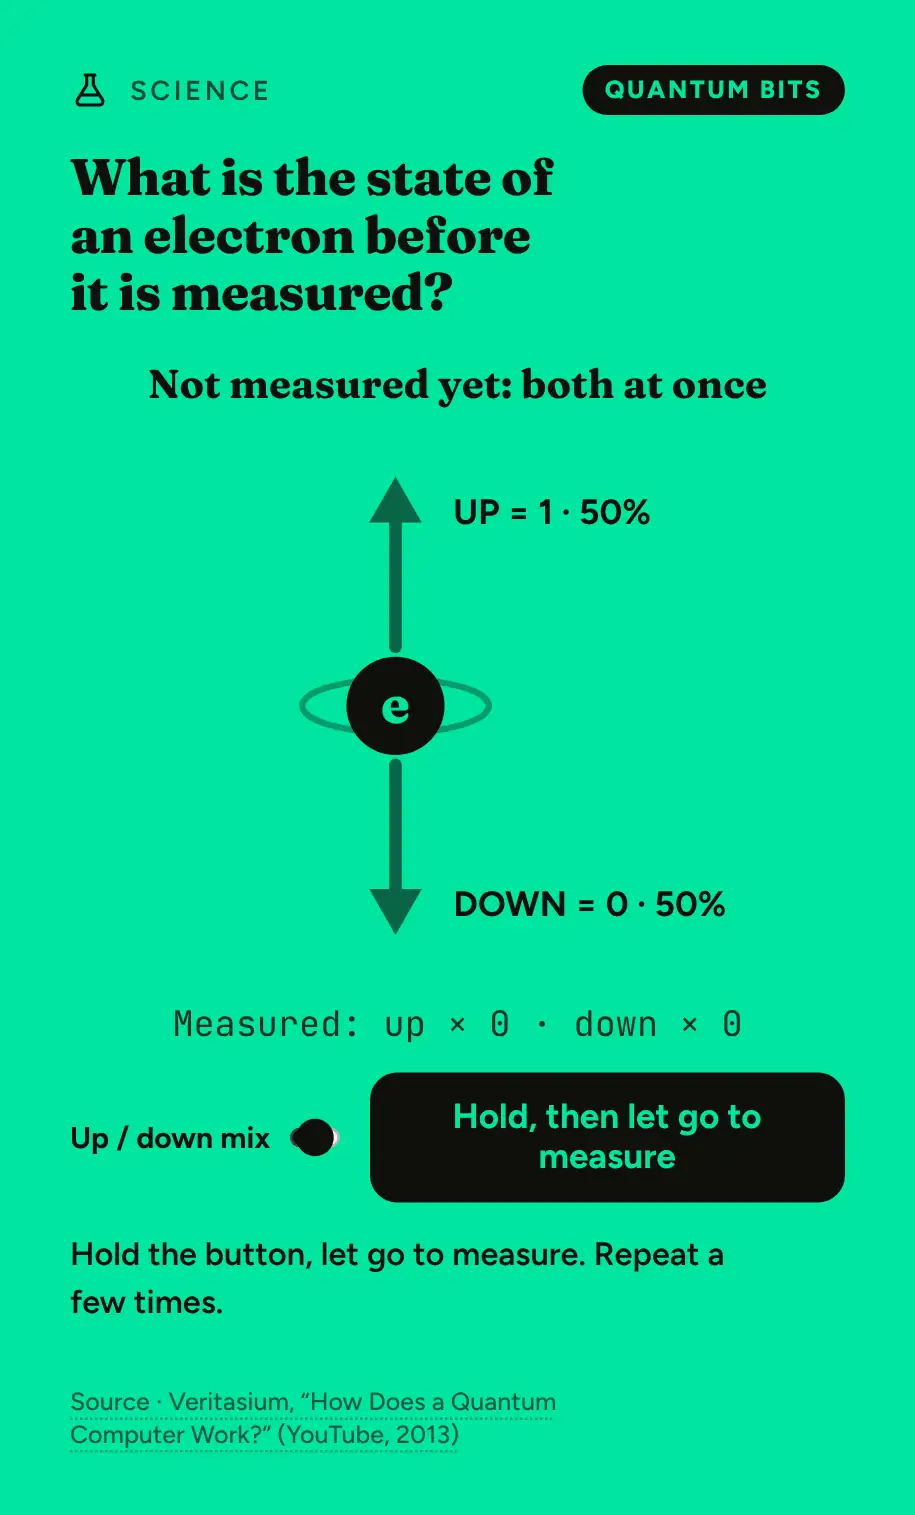 SCIENCE
QUANTUM BITS
What is the state of
an electron before
it is measured?
Not measured yet: both at once
UP = 1 · 50%
e
DOWN = 0 · 50%
Measured: up × 0 · down × 0
Up / down mix
Hold, then let go to
measure
Hold the button, let go to measure. Repeat a
few times.
Source · Veritasium, “How Does a Quantum
Computer Work?” (YouTube, 2013)